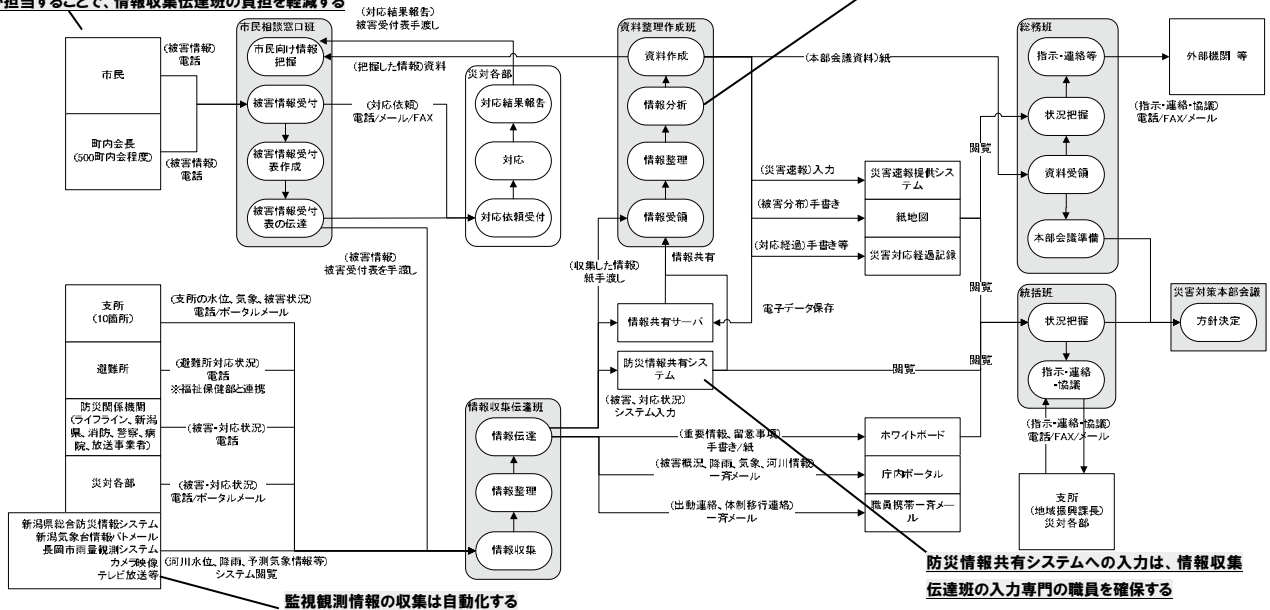 担当することで、情報収集伝達班の負担を軽減する
市民
町内会長
(500町内会程度)
(被害情報)
電話
(被害情報)
電話
市民相談窓口班
市民向け情報
把握
被害情報受付
被害情報受付
表作成
被害情報受付
表の伝達
(対応結果報告)
被害受付表手渡し
(把握した情報)資料
(対応依頼)
電話/メール/FAX
(被害情報)
被害受付表を手渡し
災対各部
対応結果報告
対応
対応依頼受付
資料整理作成班
資料作成
情報分析
情報整理
情報受領
(本部会議資料)紙
(災害速報)入力
(被害分布)手書き
(対応経過)手書き等
災害速報提供シス
テム
紙地図
災害対応経過記録
閲覧
閲覧
閲覧
閲覧
総務班
指示・連絡等
状況把握
資料受領
本部会議準備
外部機関 等
(指示・連絡・協議)
電話/FAX/メール
統括班
状況把握
指示・連絡
・協議
災害対策本部会議
方針決定
(指示・連絡・協議)
電話/FAX/メール
支所
(地域振興課長)
災対各部
(収集した情報)
紙手渡し
情報共有
電子データ保存
情報共有サーバ
防災情報共有シス
テム
(被害、対応状況)
システム入力
支所
(10箇所)
避難所
防災関係機関
(ライフライン、新潟
県、消防、警察、病
院、放送事業者)
災対各部
新潟県総合防災情報システム
新潟気象台情報バトメール
長岡市雨量観測システム
カメラ映像
テレビ放送等
(支所の水位、気象、被害状況)
電話/ポータルメール
(避難所対応状況)
電話
※福祉保健部と連携
(被害・対応状況)
電話
(被害・対応状況)
電話/ポータルメール
(河川水位、降雨、予測気象情報等)
システム閲覧
情報収集伝達班
情報伝達
情報整理
情報収集
(重要情報、留意事項)
手書き/紙
(被害概況、降雨、気象、河川情報)
一斉メール
(出動連絡、体制移行連絡)
一斉メール
ホワイトボード
庁内ポータル
職員携帯一斉メー
ル
監視観測情報の収集は自動化する
防災情報共有システムへの入力は、情報収集
伝達班の入力専門の職員を確保する